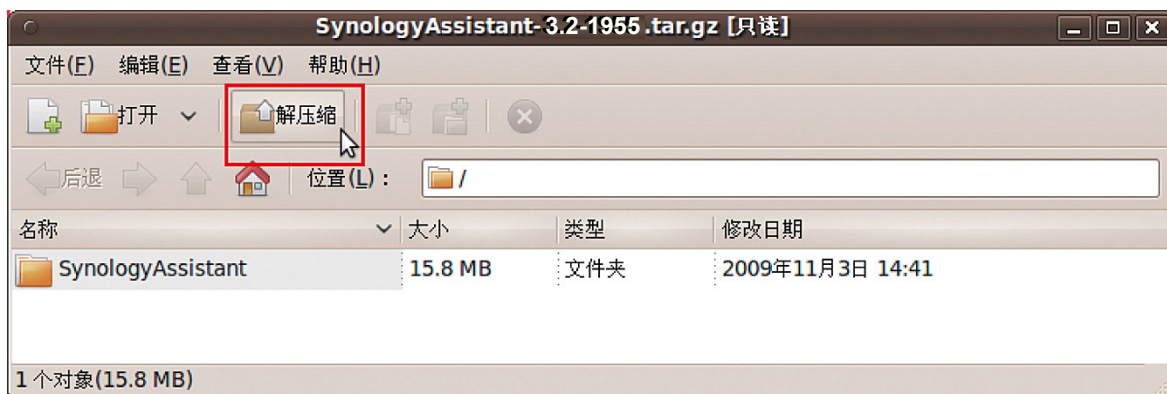 SynologyAssistant-3.2-1955.tar.gz [只读]
文件(F) 编辑(E) 查看(V) 帮助(H)
打开 解压缩
后退 位置(L)： /
名称 大小 类型 修改日期
SynologyAssistant 15.8 MB 文件夹 2009年11月3日 14:41
1 个对象(15.8 MB)